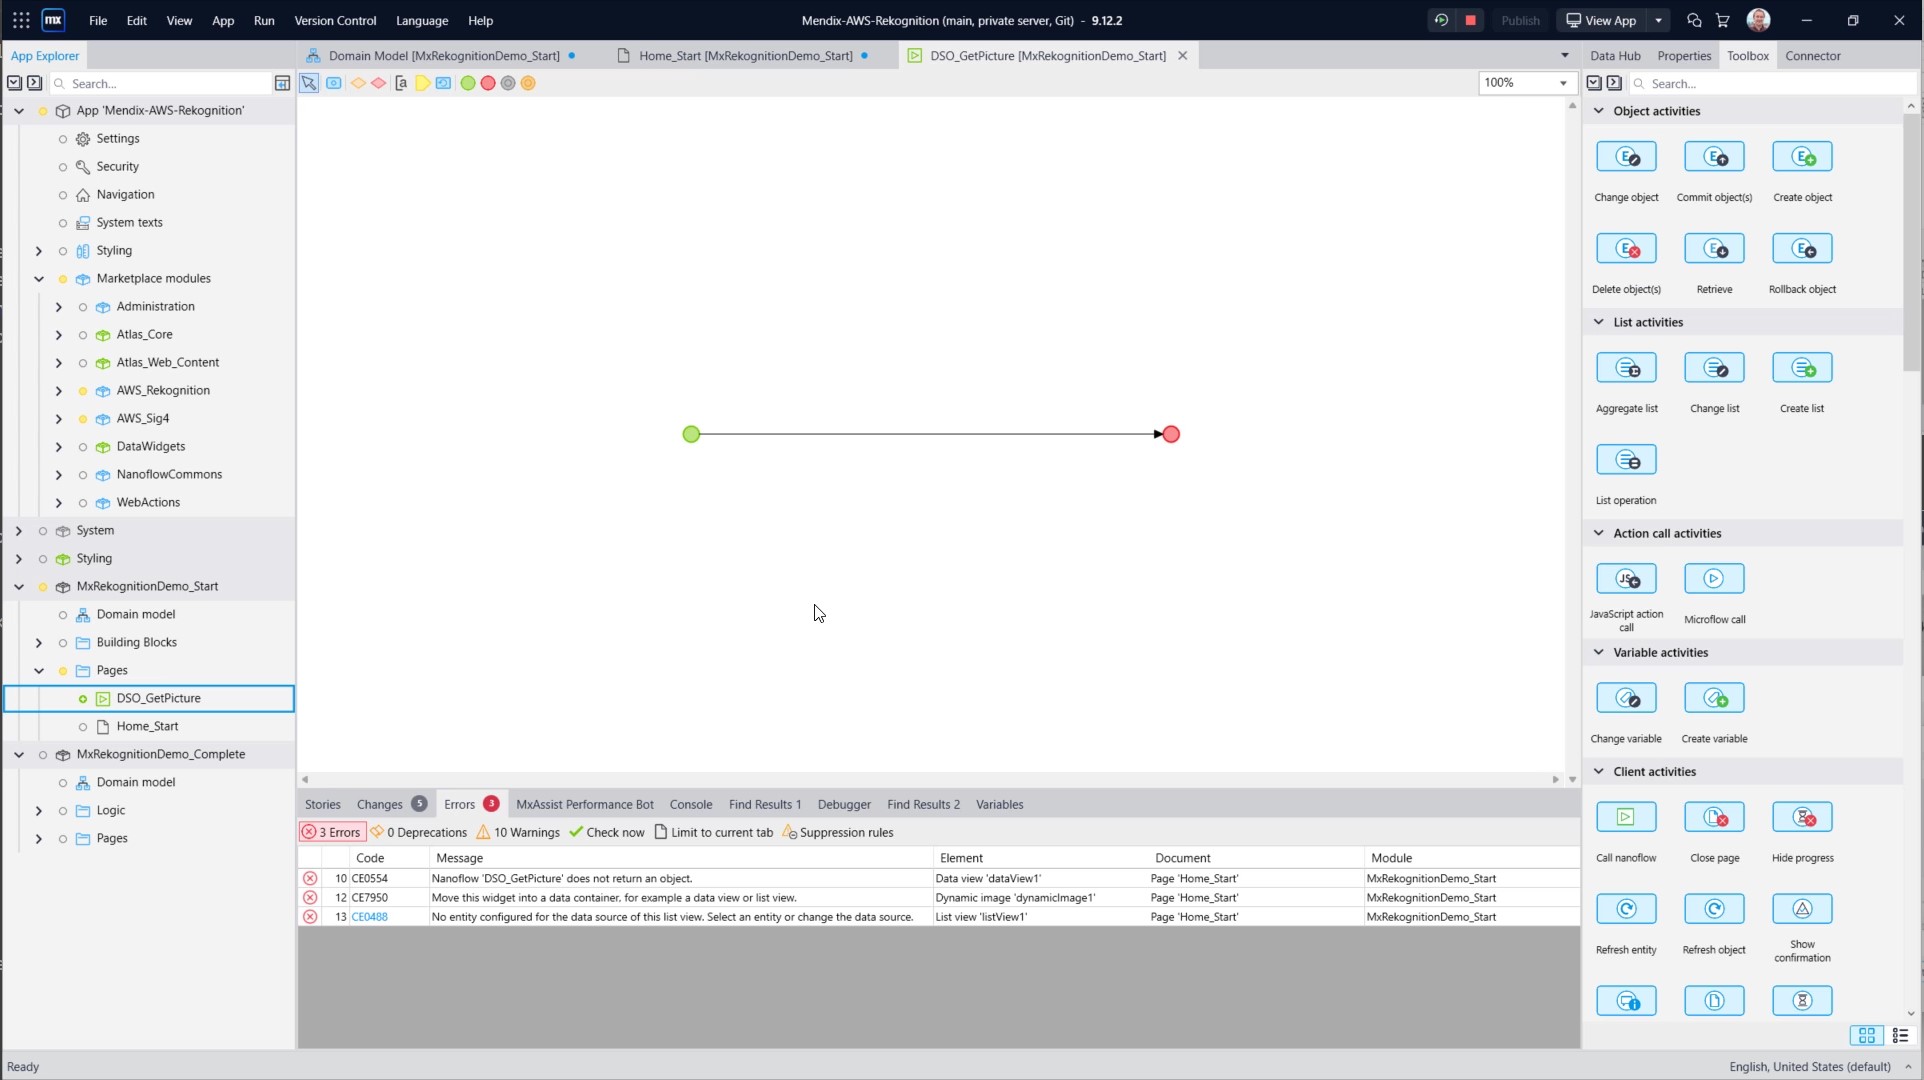 mx File Edit View App Run Version Control Language Help
Mendix-AWS-Rekognition (main, private server, Git) - 9.12.2
Publish View App
App Explorer
Domain Model [MxRekognitionDemo_Start]
Home_Start [MxRekognitionDemo_Start]
DSO_GetPicture [MxRekognitionDemo_Start]
Data Hub Properties Toolbox Connector
Search...
100%
Search...
App 'Mendix-AWS-Rekognition'
Settings
Security
Navigation
System texts
Styling
Marketplace modules
Administration
Atlas_Core
Atlas_Web_Content
AWS_Rekognition
AWS_Sig4
DataWidgets
NanoflowCommons
WebActions
System
Styling
MxRekognitionDemo_Start
Domain model
Building Blocks
Pages
DSO_GetPicture
Home_Start
MxRekognitionDemo_Complete
Domain model
Logic
Pages
Object activities
Change object Commit object(s) Create object
Delete object(s) Retrieve Rollback object
List activities
Aggregate list Change list Create list
List operation
Action call activities
JavaScript action call Microflow call
Variable activities
Change variable Create variable
Client activities
Call nanoflow Close page Hide progress
Refresh entity Refresh object Show confirmation
Stories Changes 5 Errors 3 MxAssist Performance Bot Console Find Results 1 Debugger Find Results 2 Variables
3 Errors 0 Deprecations 10 Warnings Check now Limit to current tab Suppression rules
Code Message Element Document Module
10 CE0554 Nanoflow 'DSO_GetPicture' does not return an object. Data view 'dataView1' Page 'Home_Start' MxRekognitionDemo_Start
12 CE7950 Move this widget into a data container, for example a data view or list view. Dynamic image 'dynamicImage1' Page 'Home_Start' MxRekognitionDemo_Start
13 CE0488 No entity configured for the data source of this list view. Select an entity or change the data source. List view 'listView1' Page 'Home_Start' MxRekognitionDemo_Start
Ready
English, United States (default)